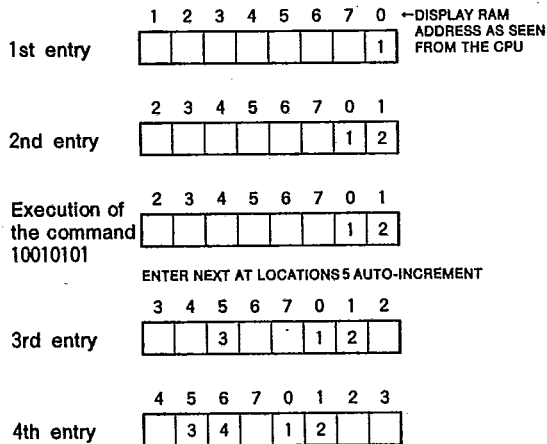 1 2 3 4 5 6 7 0 ←DISPLAY RAM
ADDRESS AS SEEN
FROM THE CPU
1st entry 1
2 3 4 5 6 7 0 1
2nd entry 1 2
2 3 4 5 6 7 0 1
Execution of
the command 1 2
10010101
ENTER NEXT AT LOCATIONS 5 AUTO-INCREMENT
3 4 5 6 7 0 1 2
3rd entry 3 1 2
4 5 6 7 0 1 2 3
4th entry 3 4 1 2